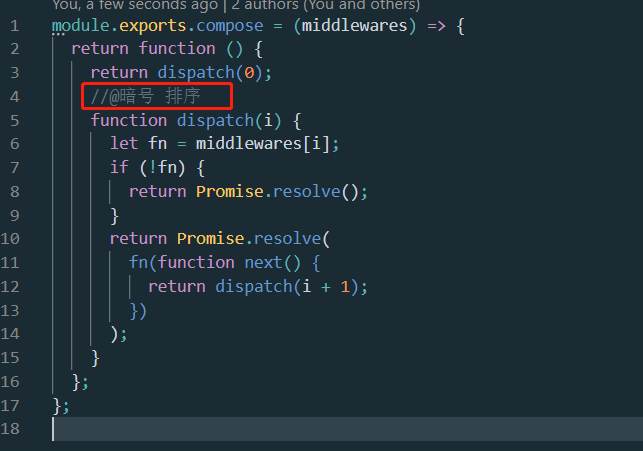 You, a few seconds ago | 2 authors (You and others)
1 module.exports.compose = (middlewares) => {
2 return function () {
3 return dispatch(0);
4 //@暗号 排序
5 function dispatch(i) {
6 let fn = middlewares[i];
7 if (!fn) {
8 return Promise.resolve();
9 }
10 return Promise.resolve(
11 fn(function next() {
12 return dispatch(i + 1);
13 })
14 );
15 }
16 };
17 };
18